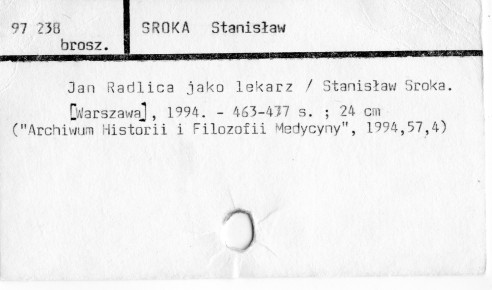 97 238
brosz.
SROKA Stanisław
Jan Radlica jako lekarz / Stanisław Sroka.
[Warszawa], 1994. - 463-437 s. ; 24 cm
("Archiwum Historii i Filozofii Medycyny", 1994,57,4)